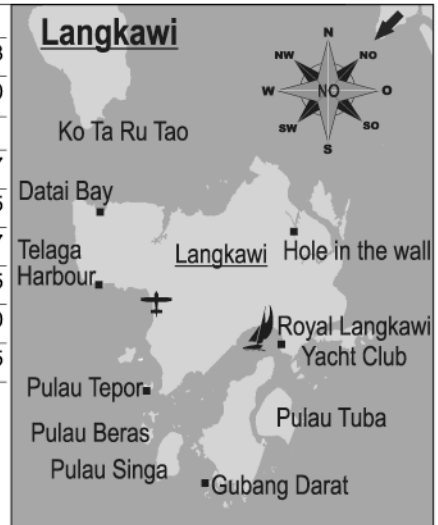 Langkawi
N
NW
NO
W
NO
O
SW
SO
S
Ko Ta Ru Tao
Datai Bay
Langkawi
Hole in the wall
Telaga
Harbour
Royal Langkawi
Yacht Club
Pulau Tepor
Pulau Tuba
Pulau Beras
Pulau Singa
Gubang Darat